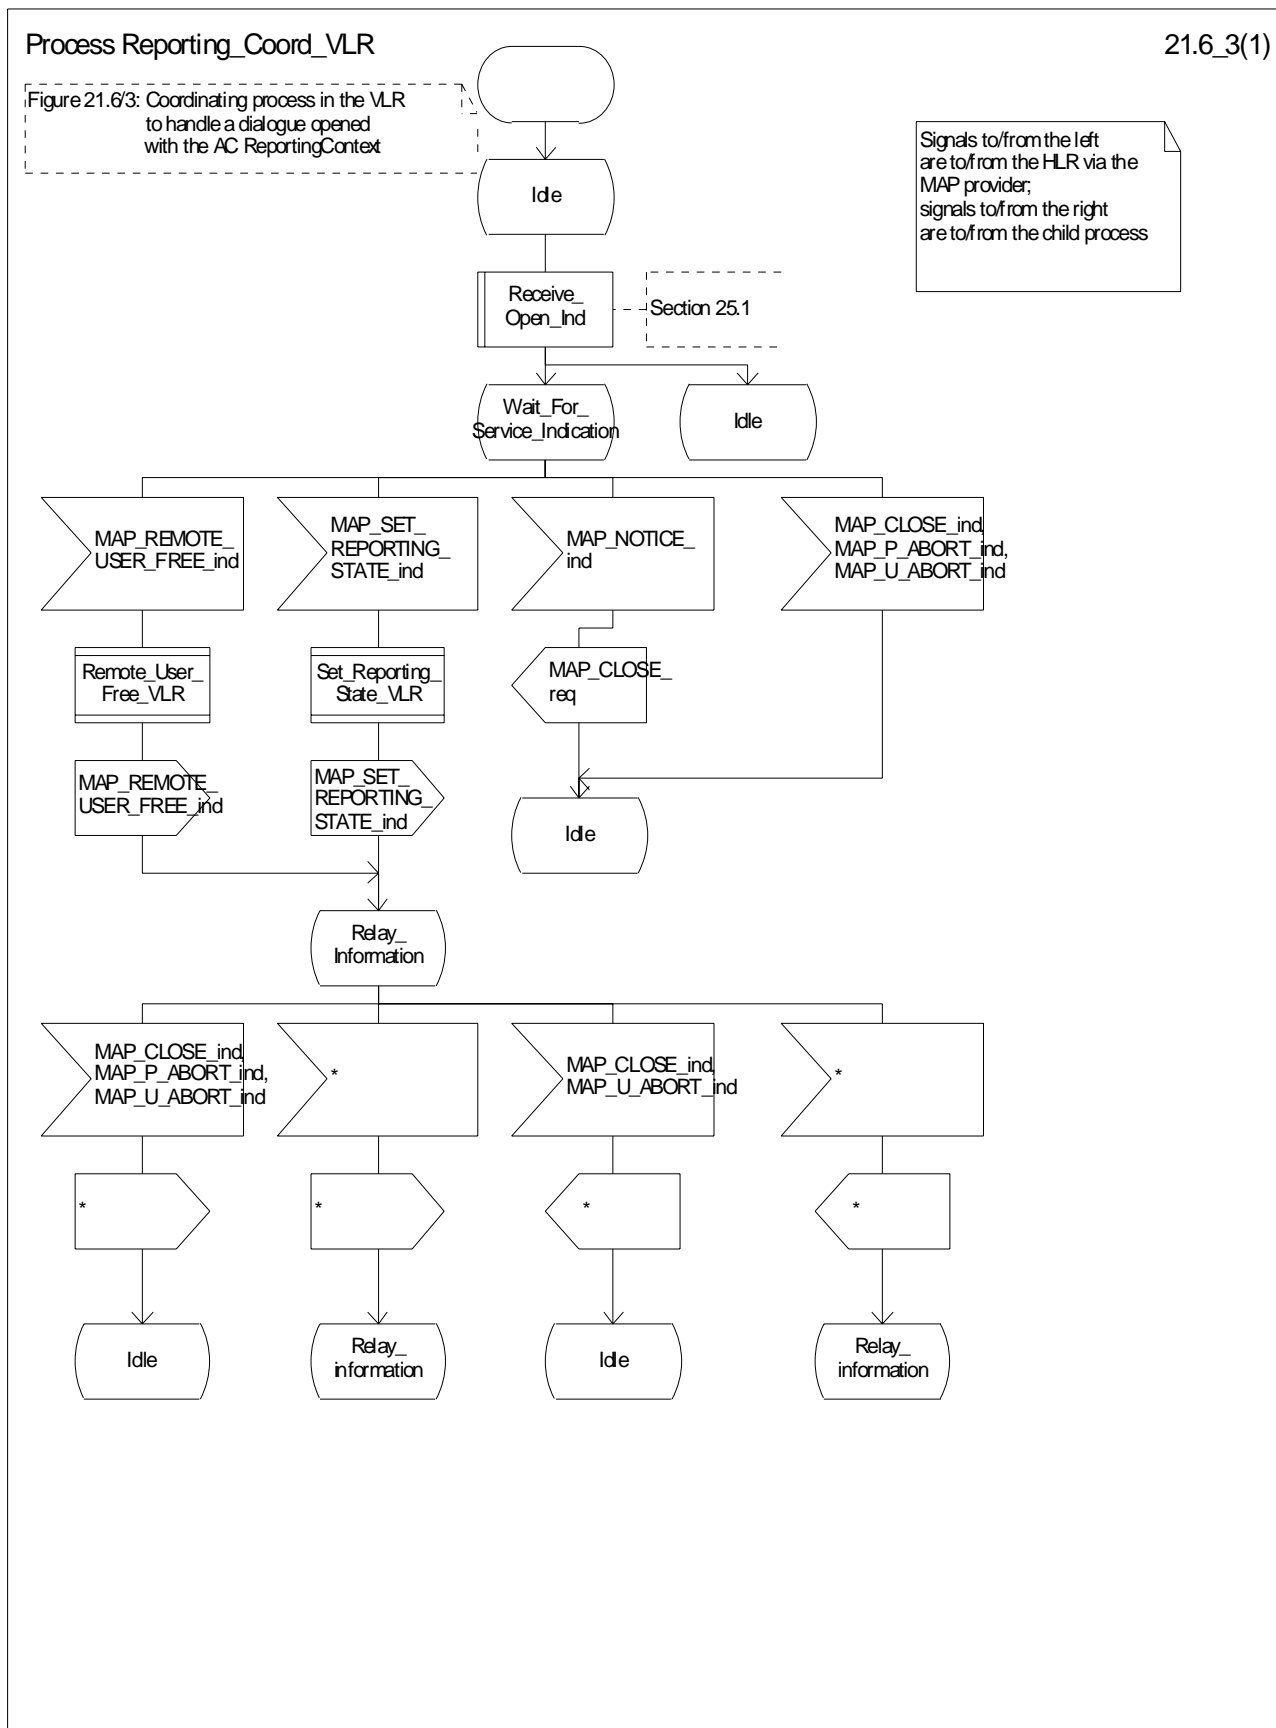 Process Reporting_Coord_VLR
21.6_3(1)
Figure 21.6/3: Coordinating process in the VLR
to handle a dialogue opened
with the AC ReportingContext
Signals to/from the left
are to/from the HLR via the
MAP provider;
signals to/from the right
are to/from the child process
Idle
Receive_
Open_Ind
Section 25.1
Wait_For_
Service_Indication
Idle
MAP_REMOTE_
USER_FREE_ind
MAP_SET_
REPORTING_
STATE_ind
MAP_NOTICE_
ind
MAP_CLOSE_ind,
MAP_P_ABORT_ind,
MAP_U_ABORT_ind
Remote_User_
Free_VLR
Set_Reporting_
State_VLR
MAP_CLOSE_
req
MAP_REMOTE_
USER_FREE_ind
MAP_SET_
REPORTING_
STATE_ind
Idle
Relay_
Information
MAP_CLOSE_ind,
MAP_P_ABORT_ind,
MAP_U_ABORT_ind
*
MAP_CLOSE_ind,
MAP_U_ABORT_ind
*
*
*
*
*
Idle
Relay_
information
Idle
Relay_
information